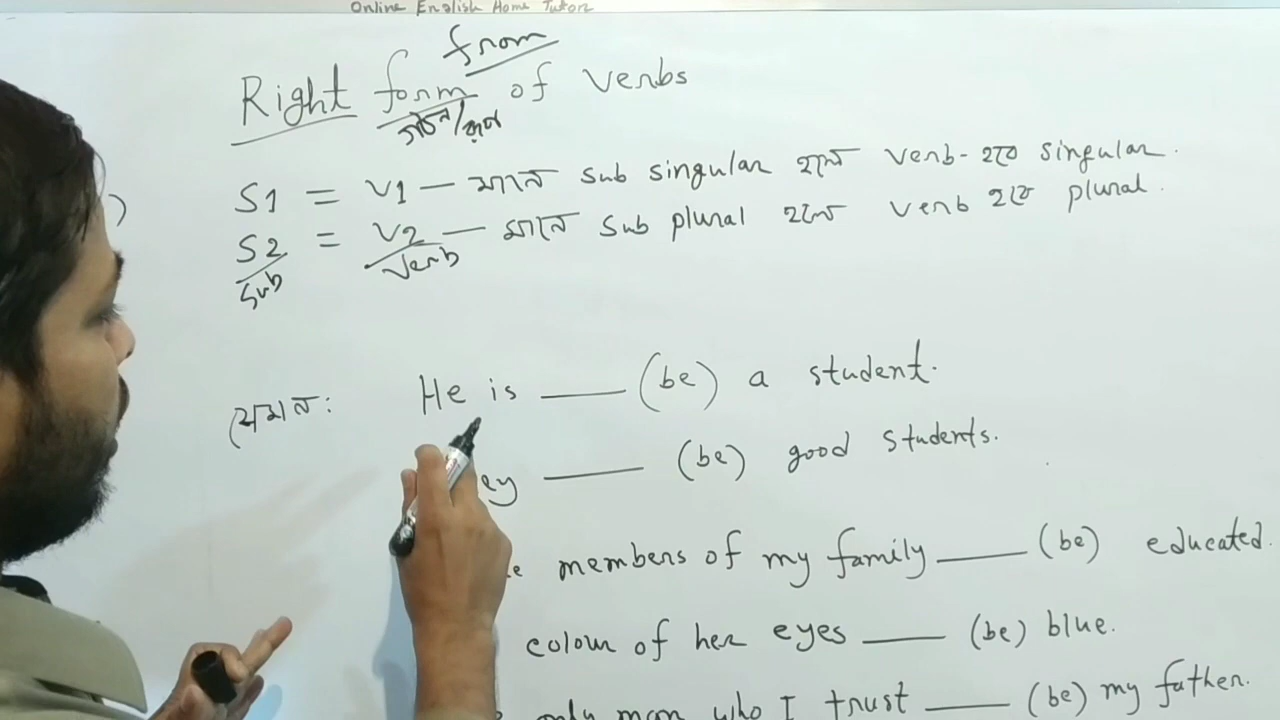 Online English Home Tutor
from
Right form of verbs
গঠন/রূপ
S1 = V1 — মানে sub singular হলে verb- হবে singular.
S2 = V2 — মানে sub plural হলে verb হবে plural.
Sub Verb
যেমন: He is ____ (be) a student.
ey ____ (be) good students.
members of my family ____ (be) educated.
colour of her eyes ____ (be) blue.
only man who I trust ____ (be) my father.